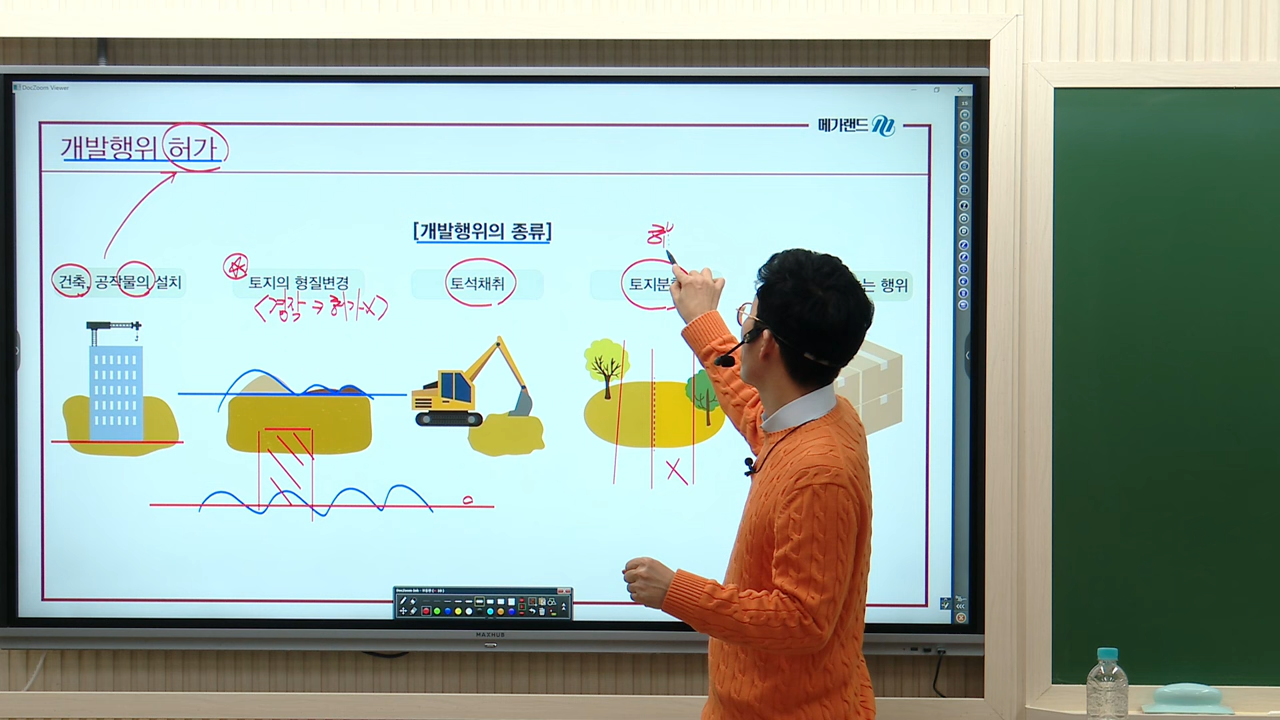 DocZoom Viewer
메가랜드
개발행위 허가
[개발행위의 종류]
허
건축, 공작물의 설치
토지의 형질변경
토석채취
토지분
는 행위
<경작 → 허가X>
X
MAXHUB